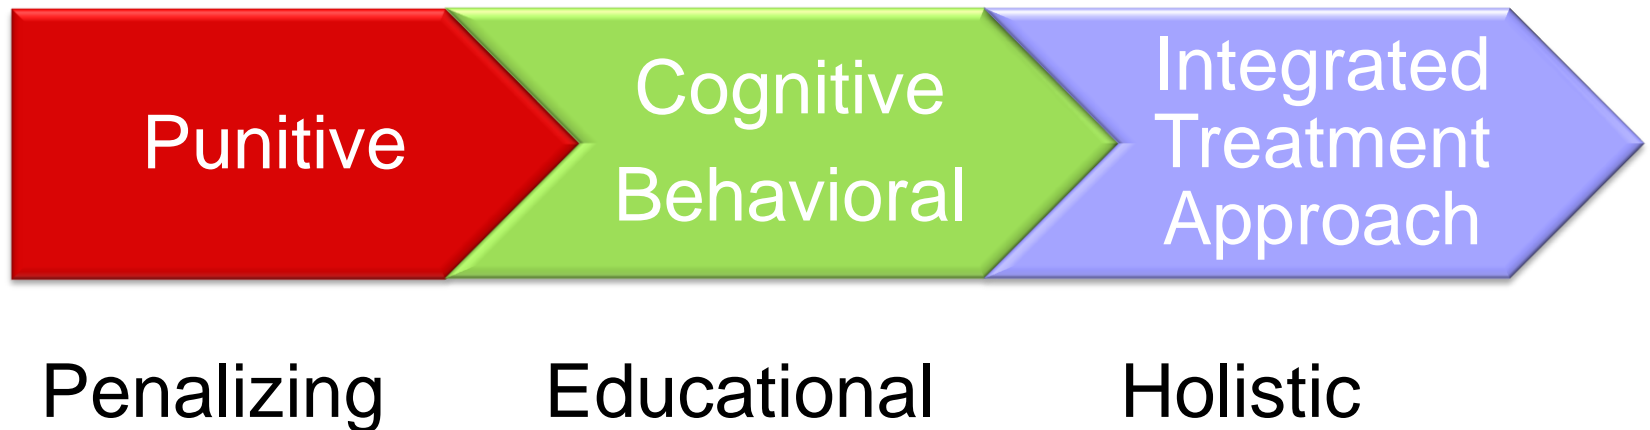 Punitive
Cognitive
Behavioral
Integrated
Treatment
Approach
Penalizing
Educational
Holistic